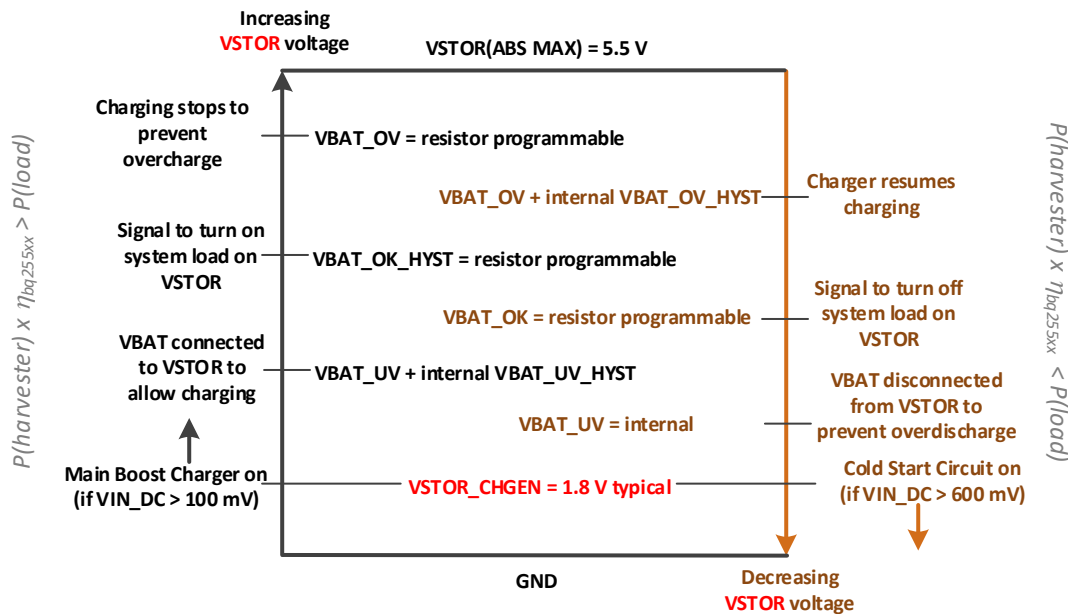 Increasing
VSTOR voltage
VSTOR(ABS MAX) = 5.5 V
Charging stops to
prevent
overcharge
VBAT_OV = resistor programmable
VBAT_OV + internal VBAT_OV_HYST
Charger resumes
charging
Signal to turn on
system load on
VSTOR
VBAT_OK_HYST = resistor programmable
VBAT_OK = resistor programmable
Signal to turn off
system load on
VSTOR
VBAT connected
to VSTOR to
allow charging
VBAT_UV + internal VBAT_UV_HYST
VBAT_UV = internal
VBAT disconnected
from VSTOR to
prevent overdischarge
Main Boost Charger on
(if VIN_DC > 100 mV)
VSTOR_CHGEN = 1.8 V typical
Cold Start Circuit on
(if VIN_DC > 600 mV)
GND
Decreasing
VSTOR voltage
P(harvester) x ηbq255xx > P(load)
P(harvester) x ηbq255xx < P(load)